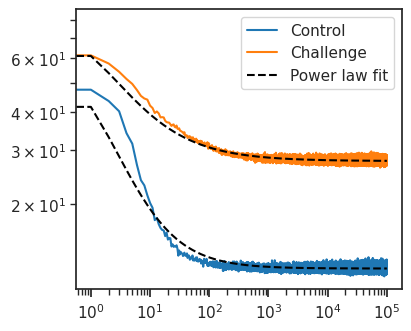 Control
Challenge
Power law fit
6 × 10¹
4 × 10¹
3 × 10¹
2 × 10¹
10⁰ 10¹ 10² 10³ 10⁴ 10⁵